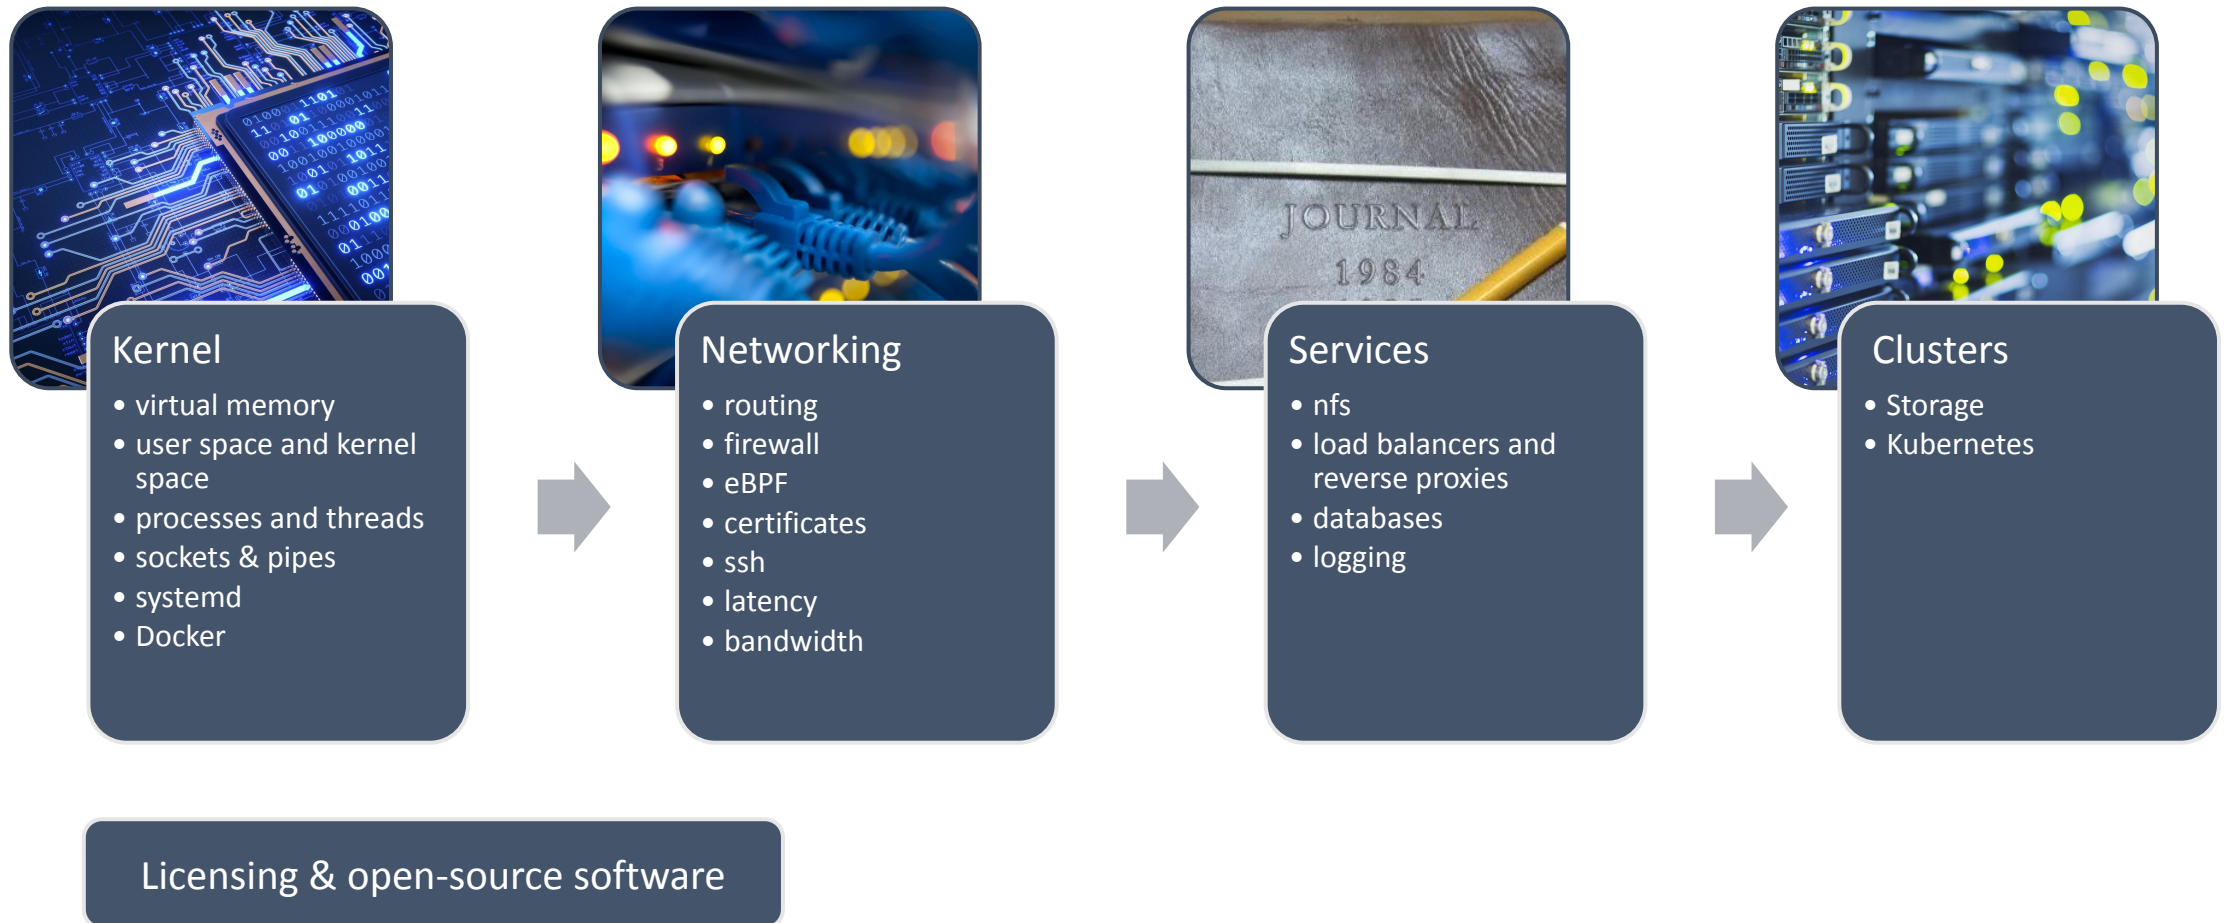 JOURNAL
1984
Kernel
• virtual memory
• user space and kernel
space
• processes and threads
• sockets & pipes
• systemd
• Docker
Networking
• routing
• firewall
• eBPF
• certificates
• ssh
• latency
• bandwidth
Services
• nfs
• load balancers and
reverse proxies
• databases
• logging
Clusters
• Storage
• Kubernetes
Licensing & open-source software